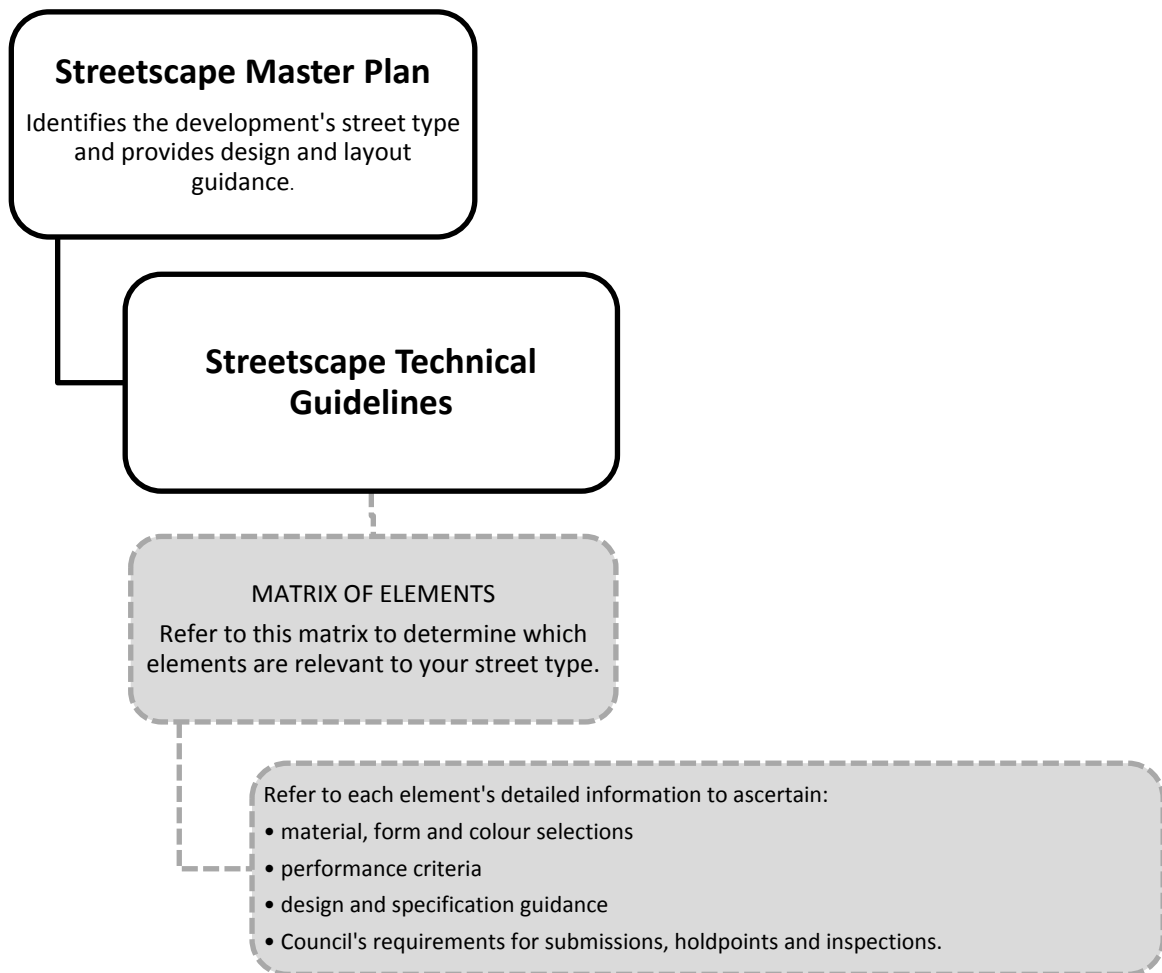 Streetscape Master Plan
Identifies the development's street type
and provides design and layout
guidance.
Streetscape Technical
Guidelines
MATRIX OF ELEMENTS
Refer to this matrix to determine which
elements are relevant to your street type.
Refer to each element's detailed information to ascertain:
• material, form and colour selections
• performance criteria
• design and specification guidance
• Council's requirements for submissions, holdpoints and inspections.